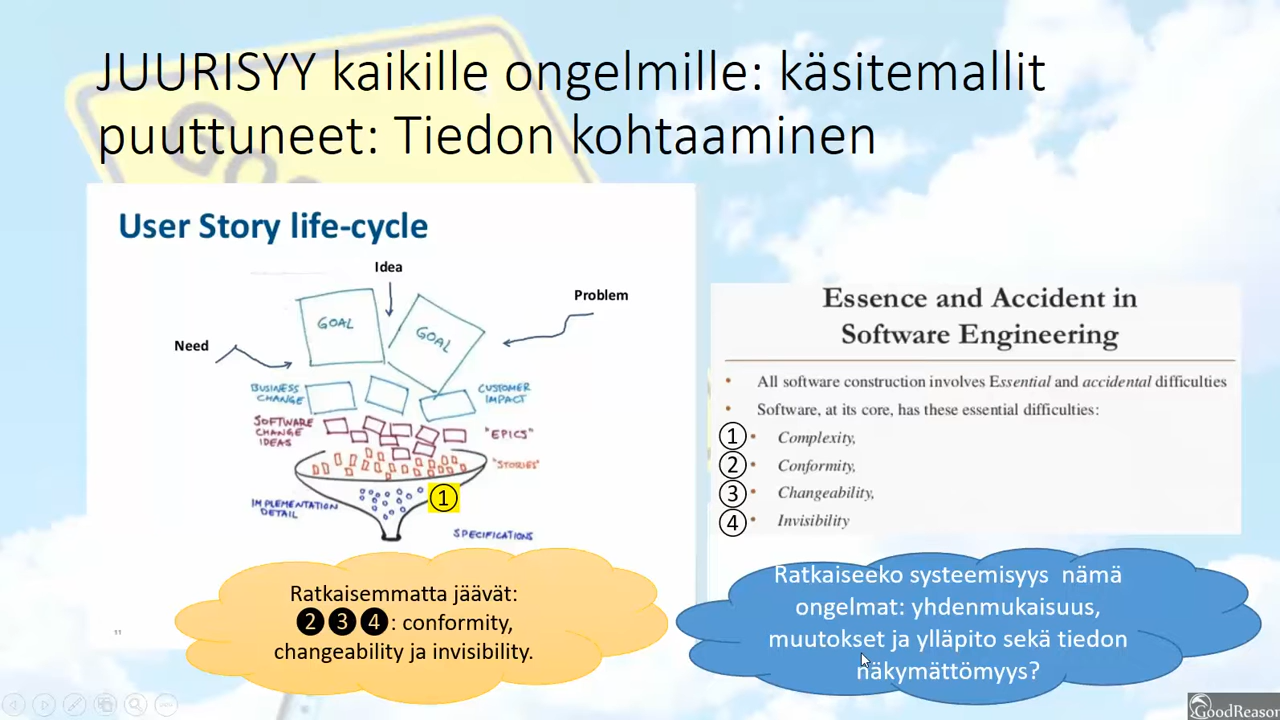 JUURISYY kaikille ongelmille: käsitemallit
puuttuneet: Tiedon kohtaaminen
User Story life-cycle
Idea
Problem
Need
GOAL
GOAL
BUSINESS
CHANGE
CUSTOMER
IMPACT
SOFTWARE
CHANGE
IDEAS
"EPICS"
"STORIES"
①
IMPLEMENTATION
DETAIL
SPECIFICATIONS
11
Essence and Accident in
Software Engineering
• All software construction involves Essential and accidental difficulties
• Software, at its core, has these essential difficulties:
① • Complexity,
② • Conformity,
③ • Changeability,
④ • Invisibility
Ratkaisemmatta jäävät:
❷❸❹: conformity,
changeability ja invisibility.
Ratkaiseeko systeemisyys nämä
ongelmat: yhdenmukaisuus,
muutokset ja ylläpito sekä tiedon
näkymättömyys?
GoodReason